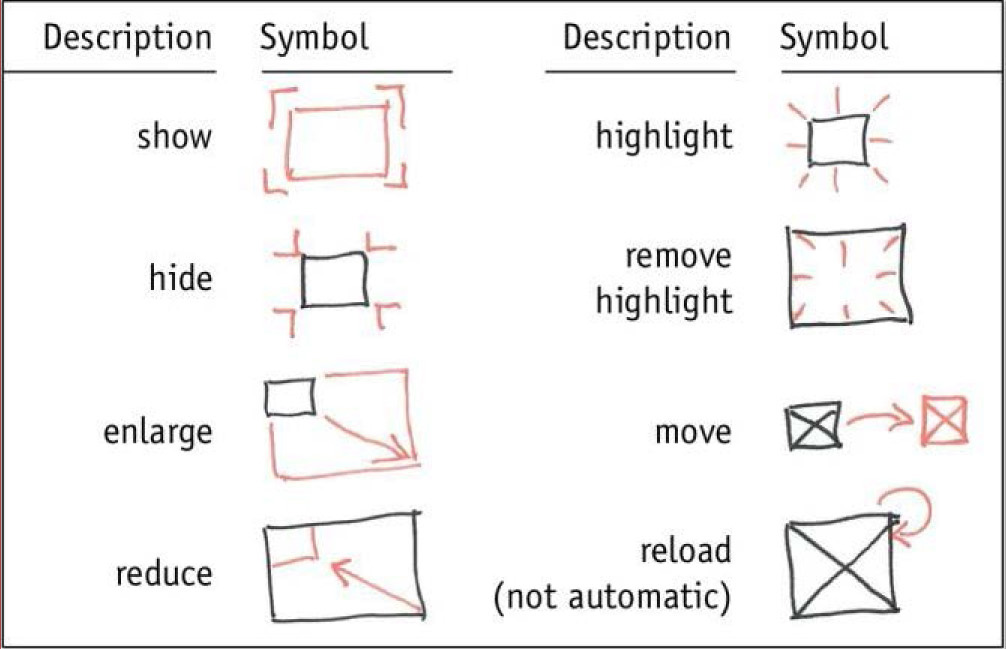 Description Symbol Description Symbol
show highlight
hide remove
highlight
enlarge move
reduce reload
(not automatic)